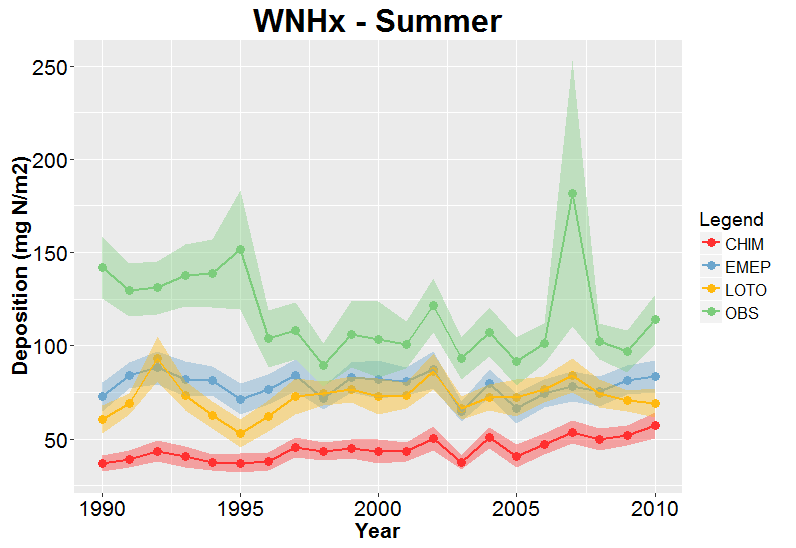 WNHx - Summer
Deposition (mg N/m2)
250
200
150
100
50
1990
1995
2000
2005
2010
Year
Legend
CHIM
EMEP
LOTO
OBS